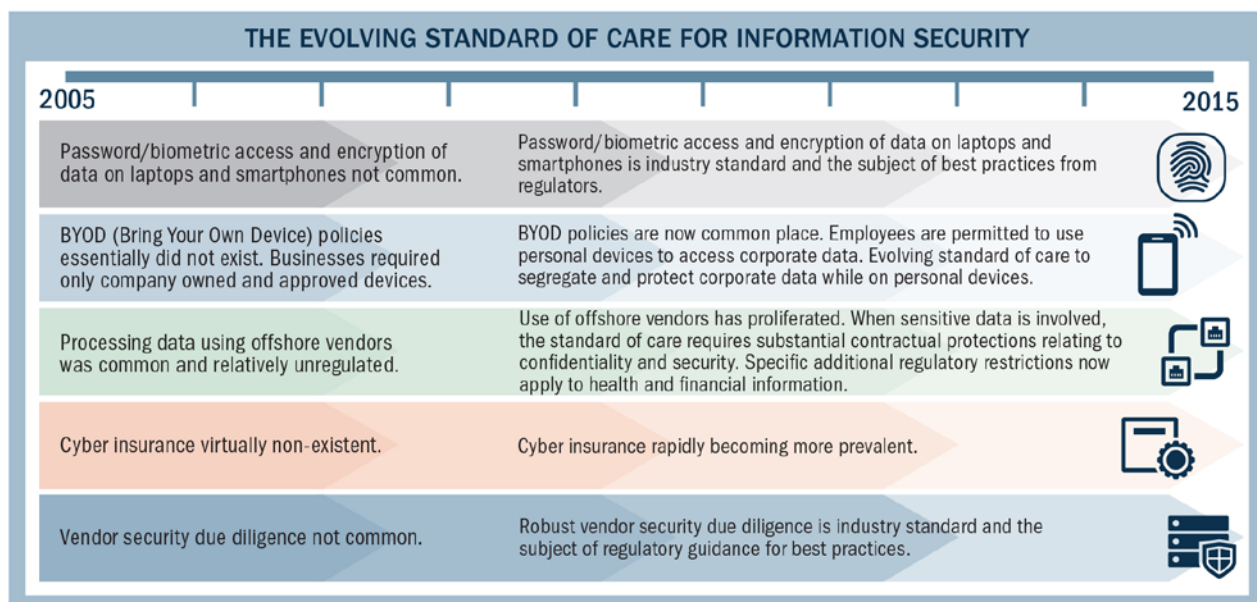 THE EVOLVING STANDARD OF CARE FOR INFORMATION SECURITY
2005
2015
Password/biometric access and encryption of
data on laptops and smartphones not common.
Password/biometric access and encryption of data on laptops and
smartphones is industry standard and the subject of best practices from
regulators.
BYOD (Bring Your Own Device) policies
essentially did not exist. Businesses required
only company owned and approved devices.
BYOD policies are now common place. Employees are permitted to use
personal devices to access corporate data. Evolving standard of care to
segregate and protect corporate data while on personal devices.
Processing data using offshore vendors
was common and relatively unregulated.
Use of offshore vendors has proliferated. When sensitive data is involved,
the standard of care requires substantial contractual protections relating to
confidentiality and security. Specific additional regulatory restrictions now
apply to health and financial information.
Cyber insurance virtually non-existent.
Cyber insurance rapidly becoming more prevalent.
Vendor security due diligence not common.
Robust vendor security due diligence is industry standard and the
subject of regulatory guidance for best practices.